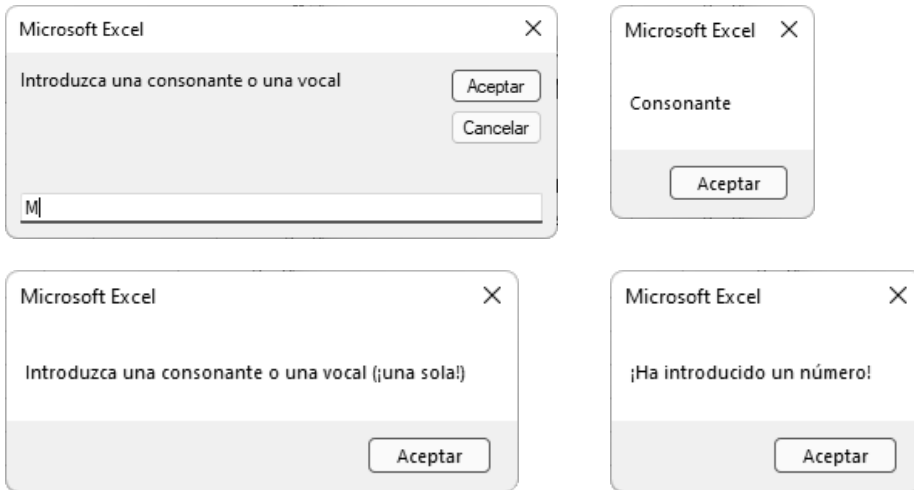 Microsoft Excel
Introduzca una consonante o una vocal
Aceptar
Cancelar
M
Microsoft Excel
Consonante
Aceptar
Microsoft Excel
Introduzca una consonante o una vocal (¡una sola!)
Aceptar
Microsoft Excel
¡Ha introducido un número!
Aceptar